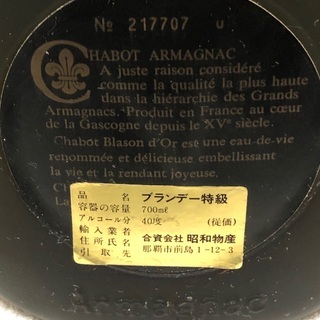 № 217707 u
CHABOT ARMAGNAC
A juste raison considéré
comme la qualité la plus haute
dans la hiérarchie des Grands
Armagnacs. Produit en France au cœur
de la Gascogne depuis le XVe siècle.
Chabot Blason d'Or est une eau-de-vie
renommée et délicieuse embellissant
la vie et la rendant joyeuse.
Chabot
La
品名 ブランデー特級
容器の容量 700ml
アルコール分 40度 (従価)
輸入業者 合資会社 昭和物産
住所氏名 那覇市前島1-12-3
引取先
Armagnac